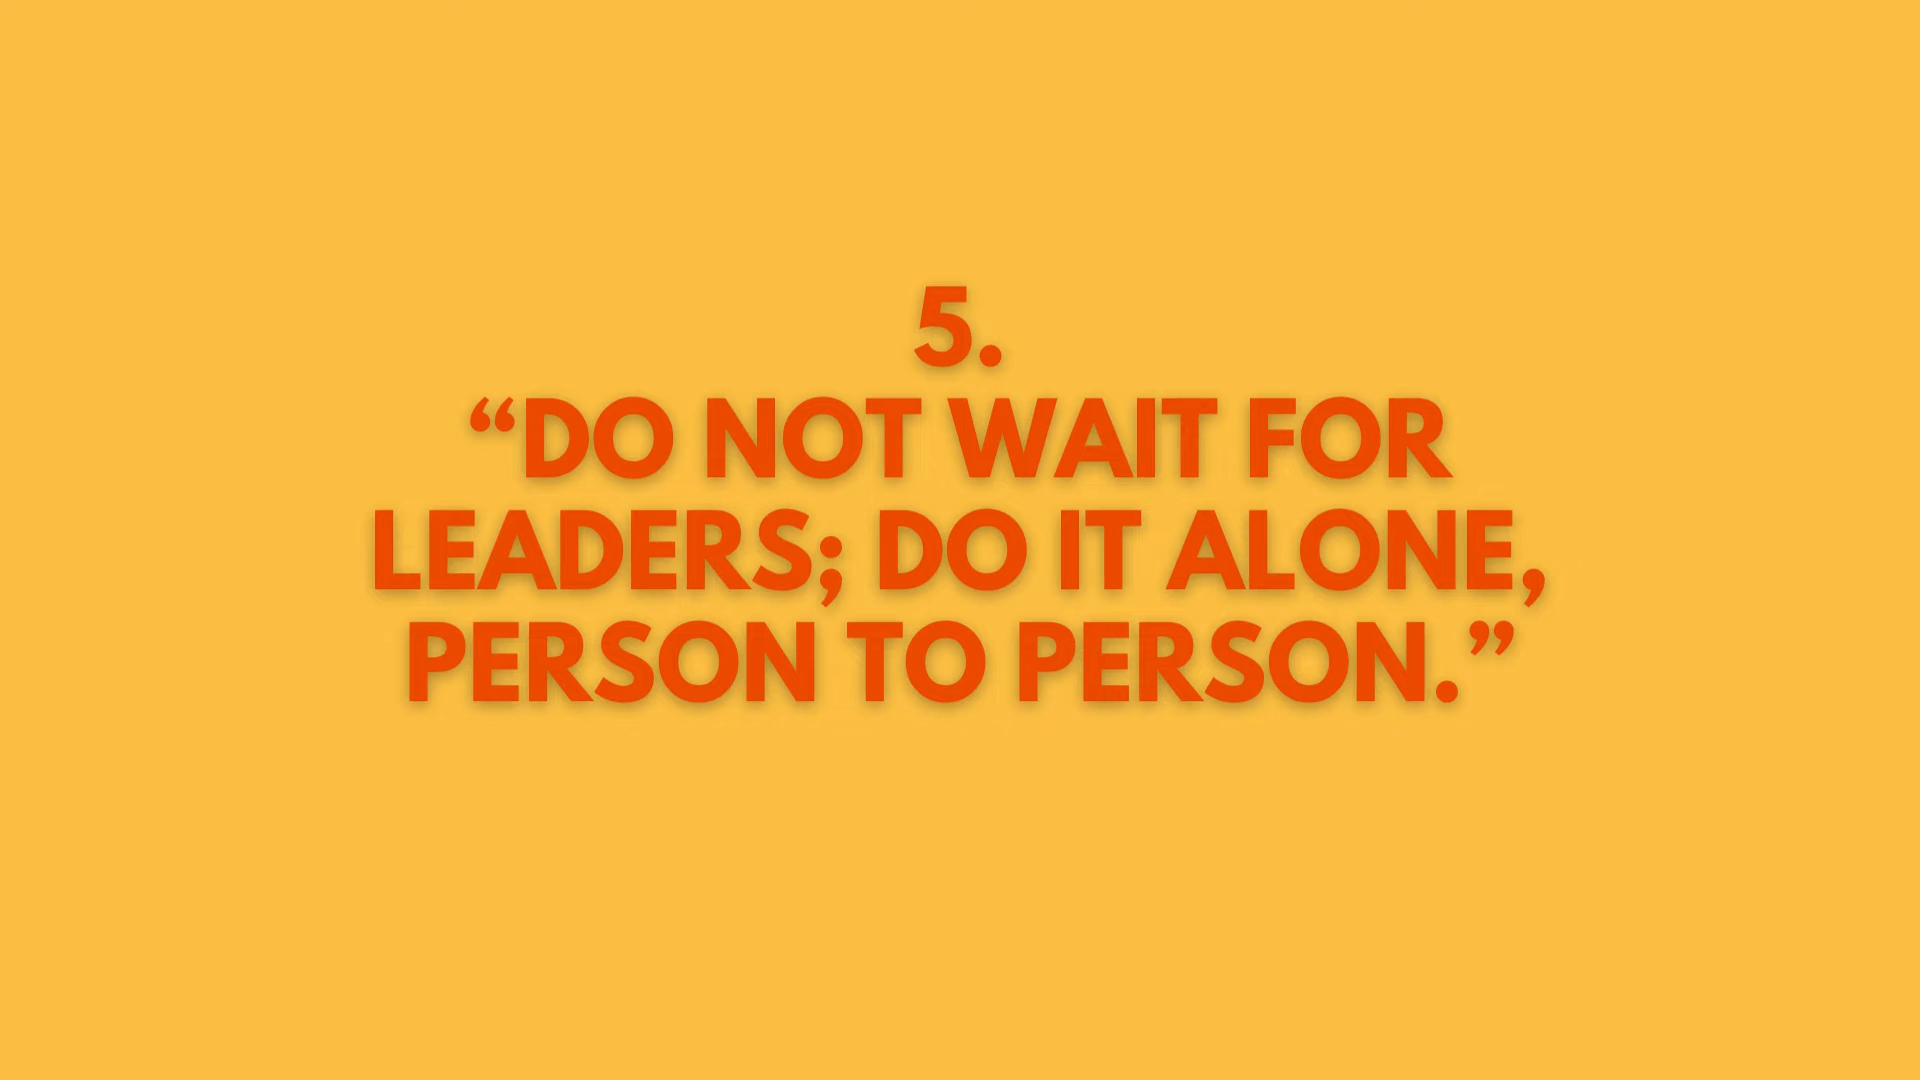 5.
“DO NOT WAIT FOR
LEADERS; DO IT ALONE,
PERSON TO PERSON.”